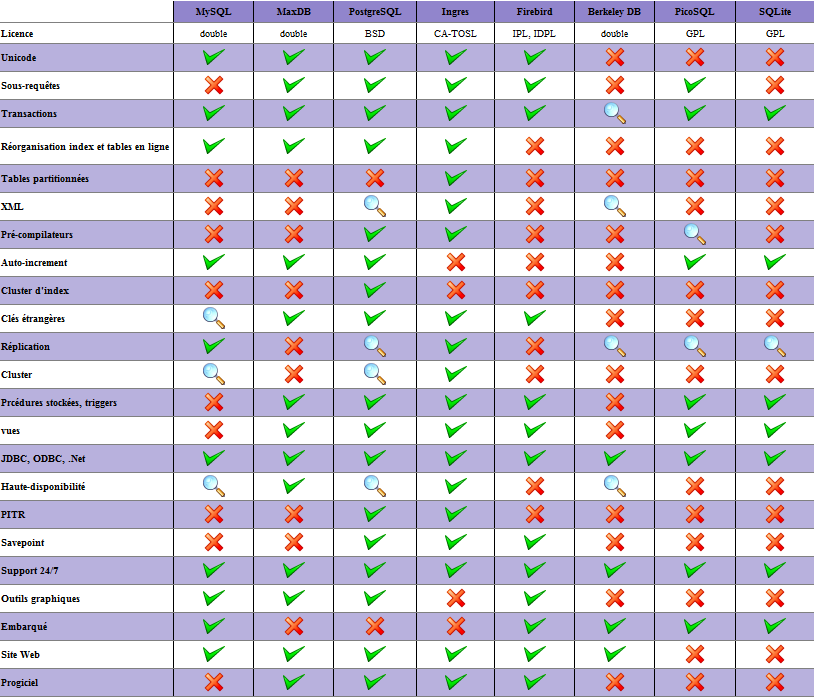 MySQL MaxDB PostgreSQL Ingres Firebird Berkeley DB PicoSQL SQLite
Licence double double BSD CA-TOSL IPL, IDPL double GPL GPL
Unicode
Sous-requêtes
Transactions
Réorganisation index et tables en ligne
Tables partitionnées
XML
Pré-compilateurs
Auto-increment
Cluster d'index
Clés étrangères
Réplication
Cluster
Prcédures stockées, triggers
vues
JDBC, ODBC, .Net
Haute-disponibilité
PITR
Savepoint
Support 24/7
Outils graphiques
Embarqué
Site Web
Progiciel